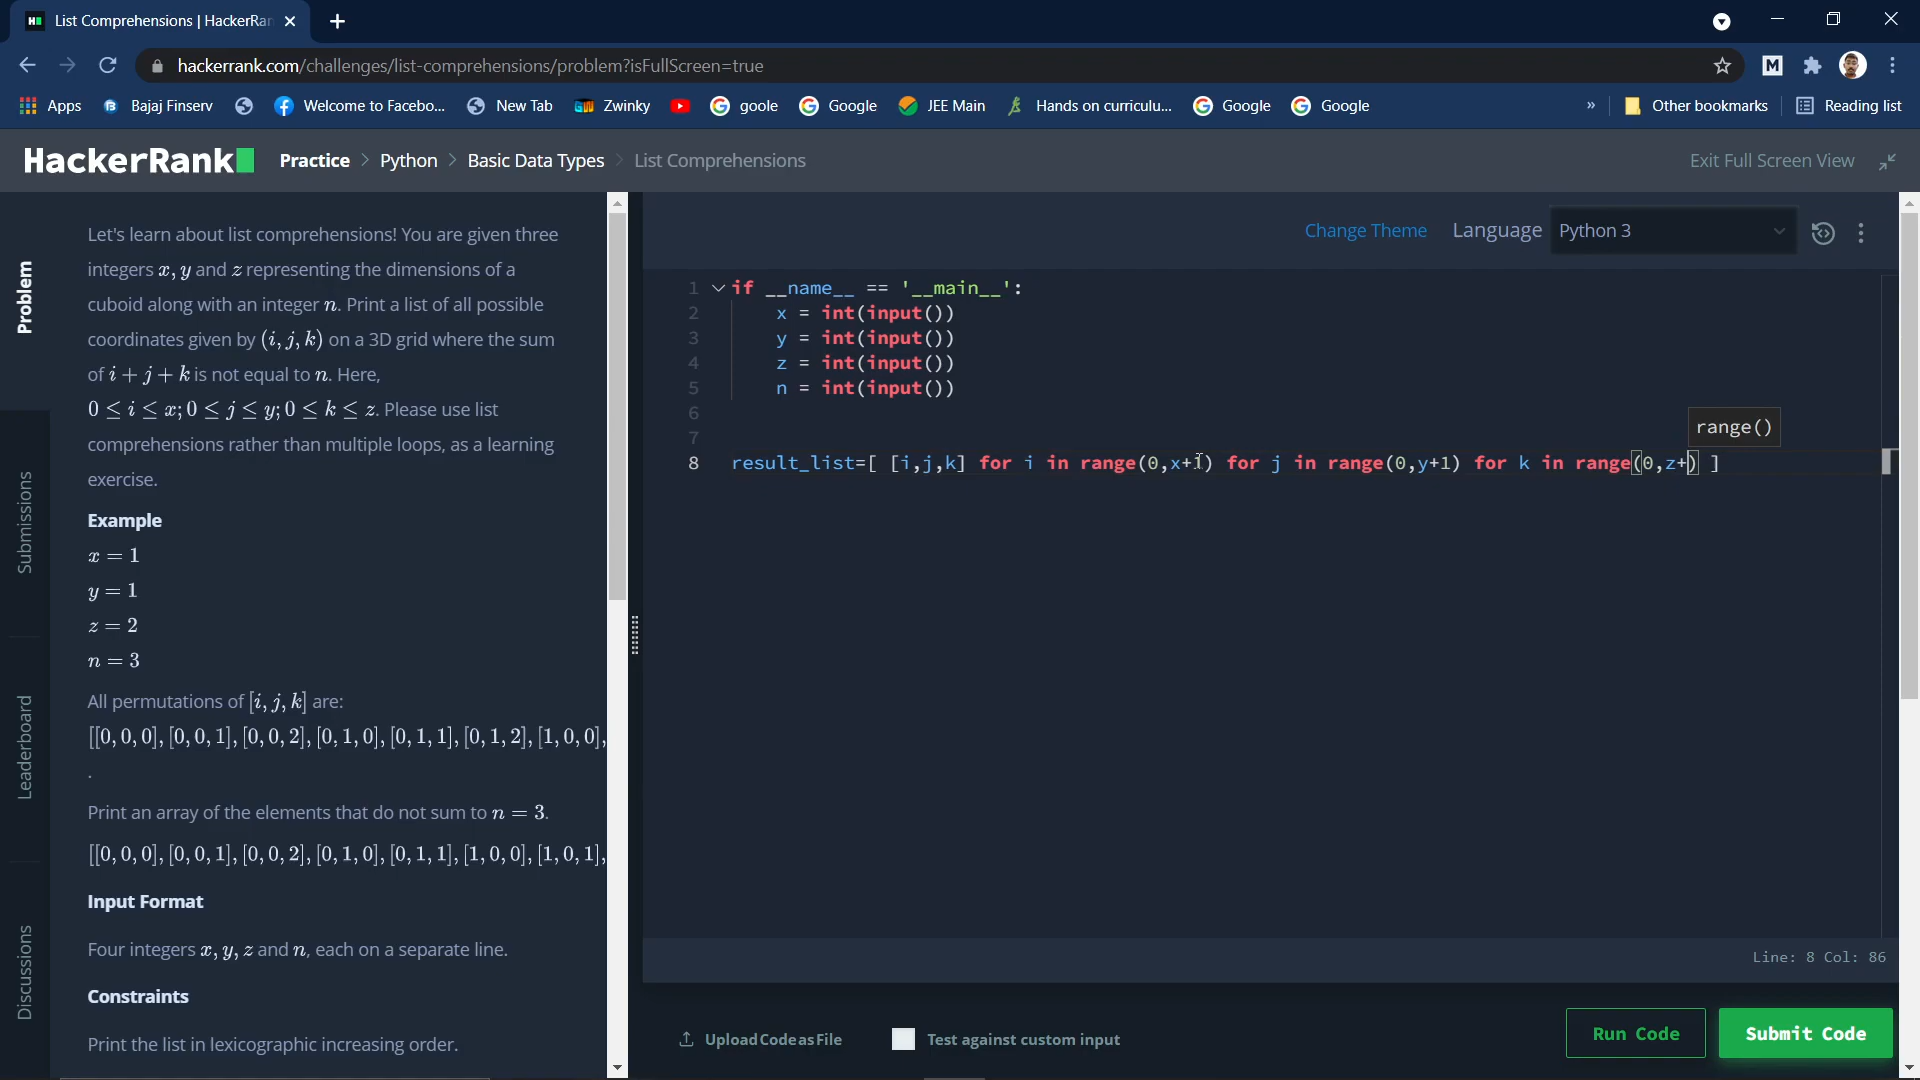 List Comprehensions | HackerRan
hackerrank.com/challenges/list-comprehensions/problem?isFullScreen=true
Apps Bajaj Finserv Welcome to Facebo... New Tab Zwinky goole Google JEE Main Hands on curriculu... Google Google » Other bookmarks Reading list
HackerRank Practice > Python > Basic Data Types > List Comprehensions Exit Full Screen View
Problem
Submissions
Leaderboard
Discussions
Let's learn about list comprehensions! You are given three
integers x, y and z representing the dimensions of a
cuboid along with an integer n. Print a list of all possible
coordinates given by (i, j, k) on a 3D grid where the sum
of i + j + k is not equal to n. Here,
0 ≤ i ≤ x; 0 ≤ j ≤ y; 0 ≤ k ≤ z. Please use list
comprehensions rather than multiple loops, as a learning
exercise.
Example
x = 1
y = 1
z = 2
n = 3
All permutations of [i, j, k] are:
[[0, 0, 0], [0, 0, 1], [0, 0, 2], [0, 1, 0], [0, 1, 1], [0, 1, 2], [1, 0, 0],
.
Print an array of the elements that do not sum to n = 3.
[[0, 0, 0], [0, 0, 1], [0, 0, 2], [0, 1, 0], [0, 1, 1], [1, 0, 0], [1, 0, 1],
Input Format
Four integers x, y, z and n, each on a separate line.
Constraints
Print the list in lexicographic increasing order.
Change Theme Language Python 3
1 if __name__ == '__main__':
2 x = int(input())
3 y = int(input())
4 z = int(input())
5 n = int(input())
6
7
range()
8 result_list=[ [i,j,k] for i in range(0,x+1) for j in range(0,y+1) for k in range(0,z+) ]
Line: 8 Col: 86
Upload Code as File Test against custom input Run Code Submit Code